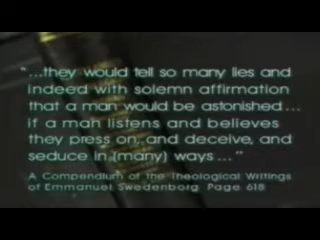 "...they would tell so many lies and
indeed with solemn affirmation
that a man would be astonished...
if a man listens and believes
they press on, and deceive, and
seduce in (many) ways..."
A Compendium of the Theological Writings
of Emmanuel Swedenborg. Page 618